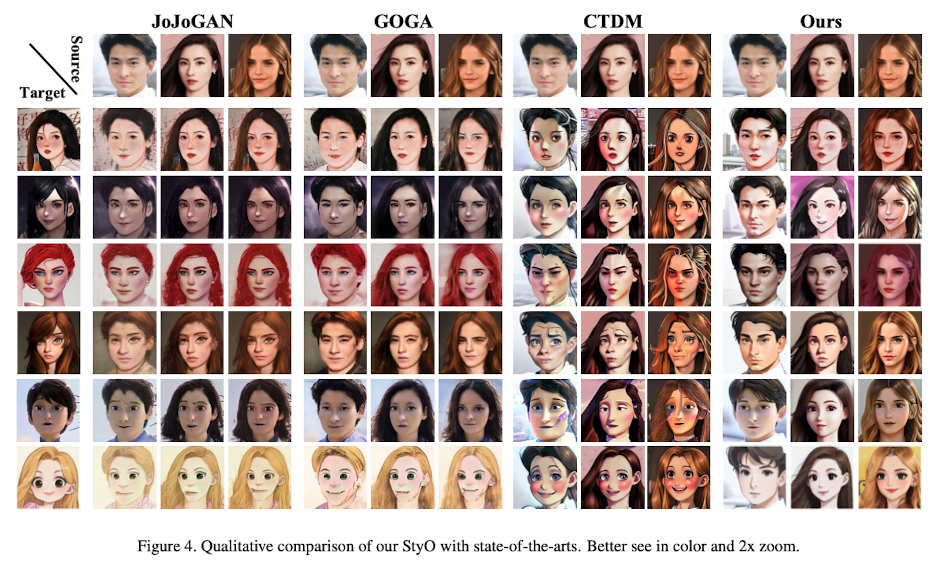 JoJoGAN
GOGA
CTDM
Ours
Source
Target
Figure 4. Qualitative comparison of our StyO with state-of-the-arts. Better see in color and 2x zoom.